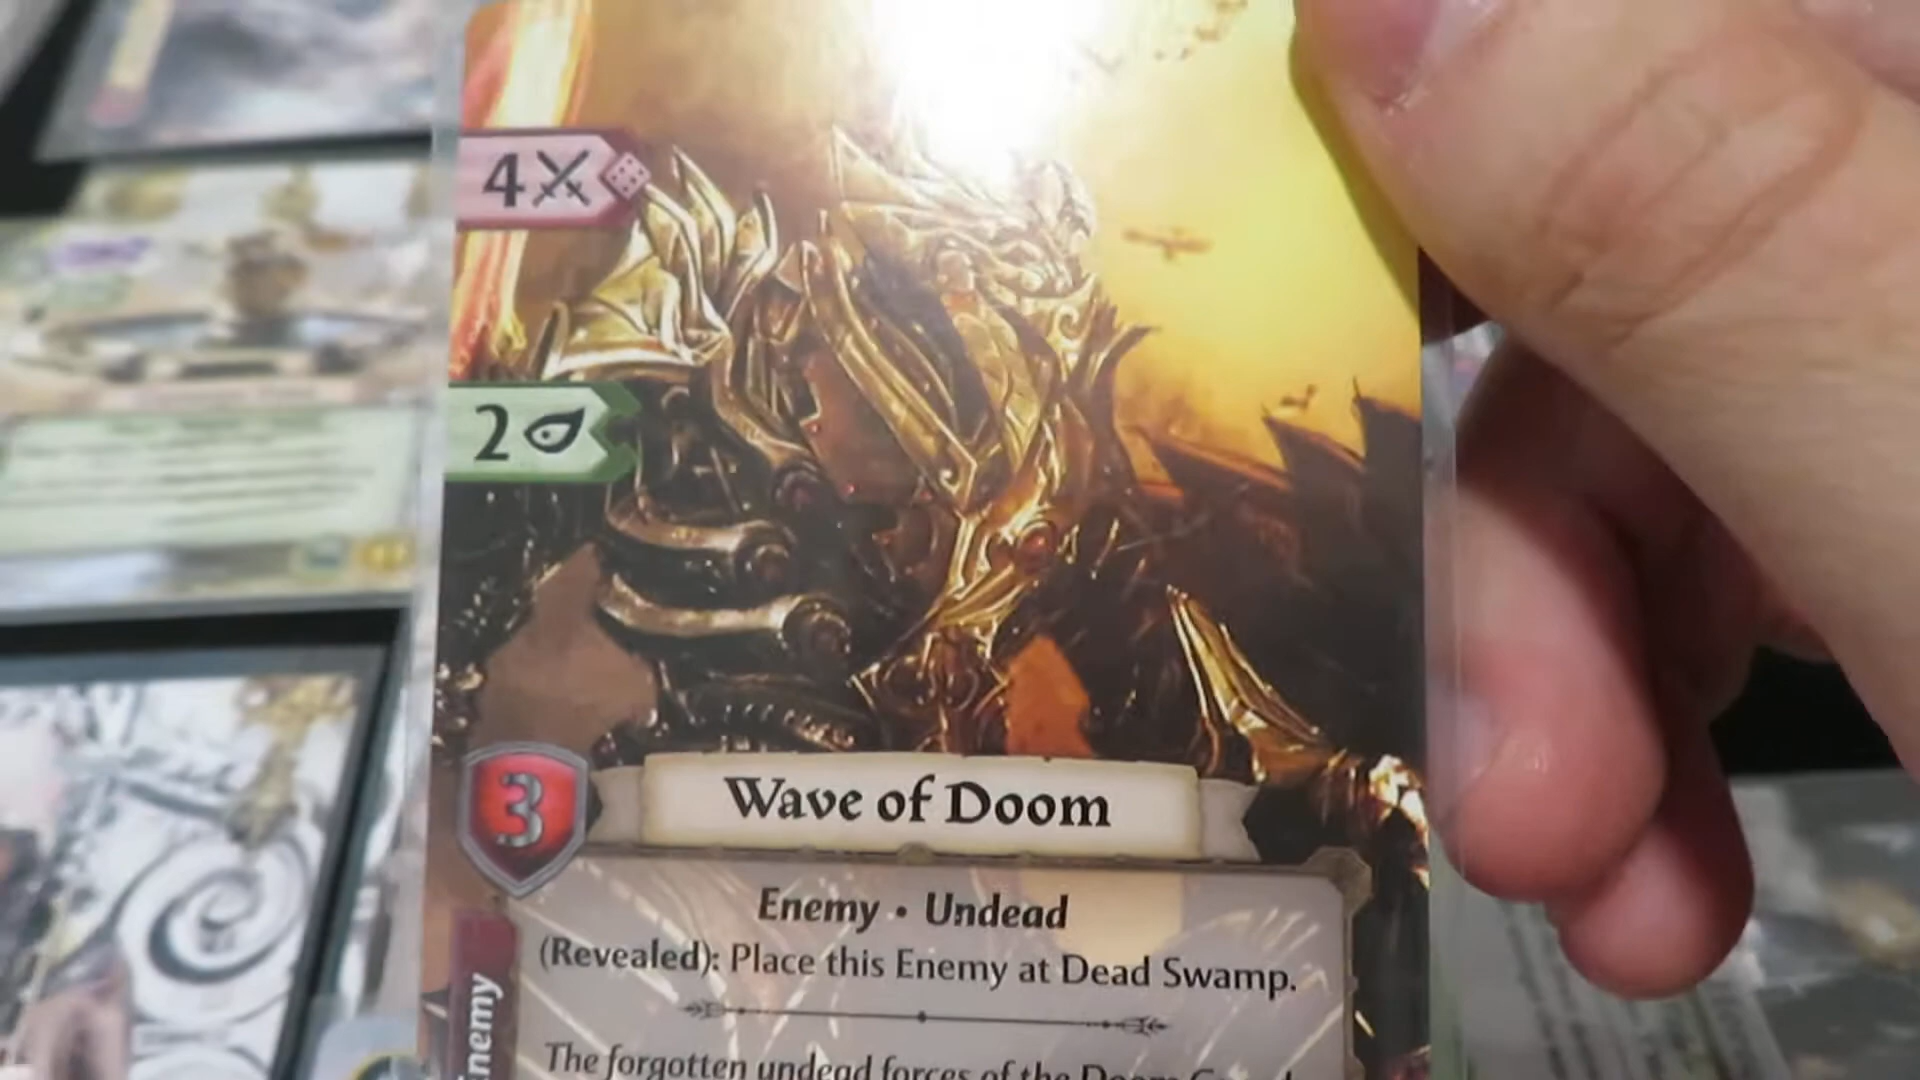 4
2
3
Wave of Doom
Enemy • Undead
(Revealed): Place this Enemy at Dead Swamp.
Enemy
The forgotten undead forces of the Doom